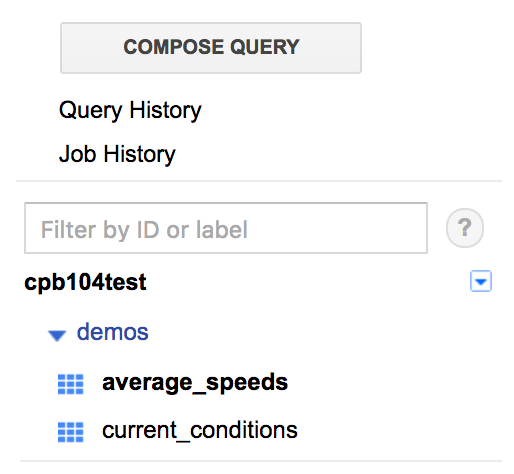 COMPOSE QUERY
Query History
Job History
Filter by ID or label ?
cpb104test
demos
average_speeds
current_conditions